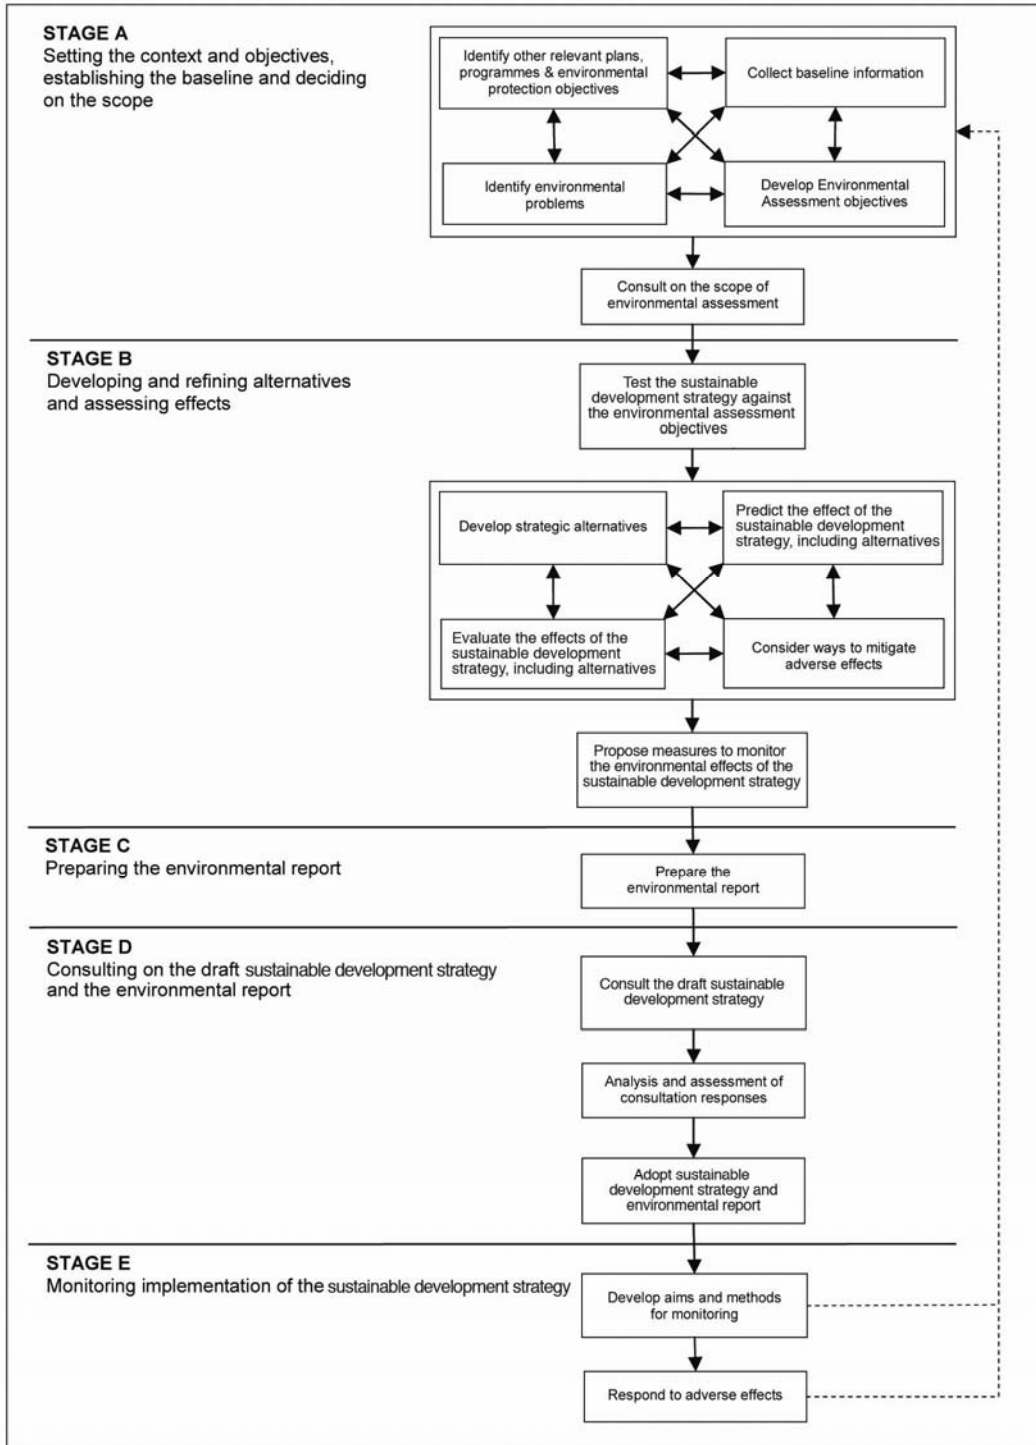 STAGE A
Setting the context and objectives,
establishing the baseline and deciding
on the scope
Identify other relevant plans,
programmes & environmental
protection objectives
Collect baseline information
Identify environmental
problems
Develop Environmental
Assessment objectives
Consult on the scope of
environmental assessment
STAGE B
Developing and refining alternatives
and assessing effects
Test the sustainable
development strategy against
the environmental assessment
objectives
Develop strategic alternatives
Predict the effect of the
sustainable development
strategy, including alternatives
Evaluate the effects of the
sustainable development
strategy, including alternatives
Consider ways to mitigate
adverse effects
Propose measures to monitor
the environmental effects of the
sustainable development strategy
STAGE C
Preparing the environmental report
Prepare the
environmental report
STAGE D
Consulting on the draft sustainable development strategy
and the environmental report
Consult the draft sustainable
development strategy
Analysis and assessment of
consultation responses
Adopt sustainable
development strategy and
environmental report
STAGE E
Monitoring implementation of the sustainable development strategy
Develop aims and methods
for monitoring
Respond to adverse effects